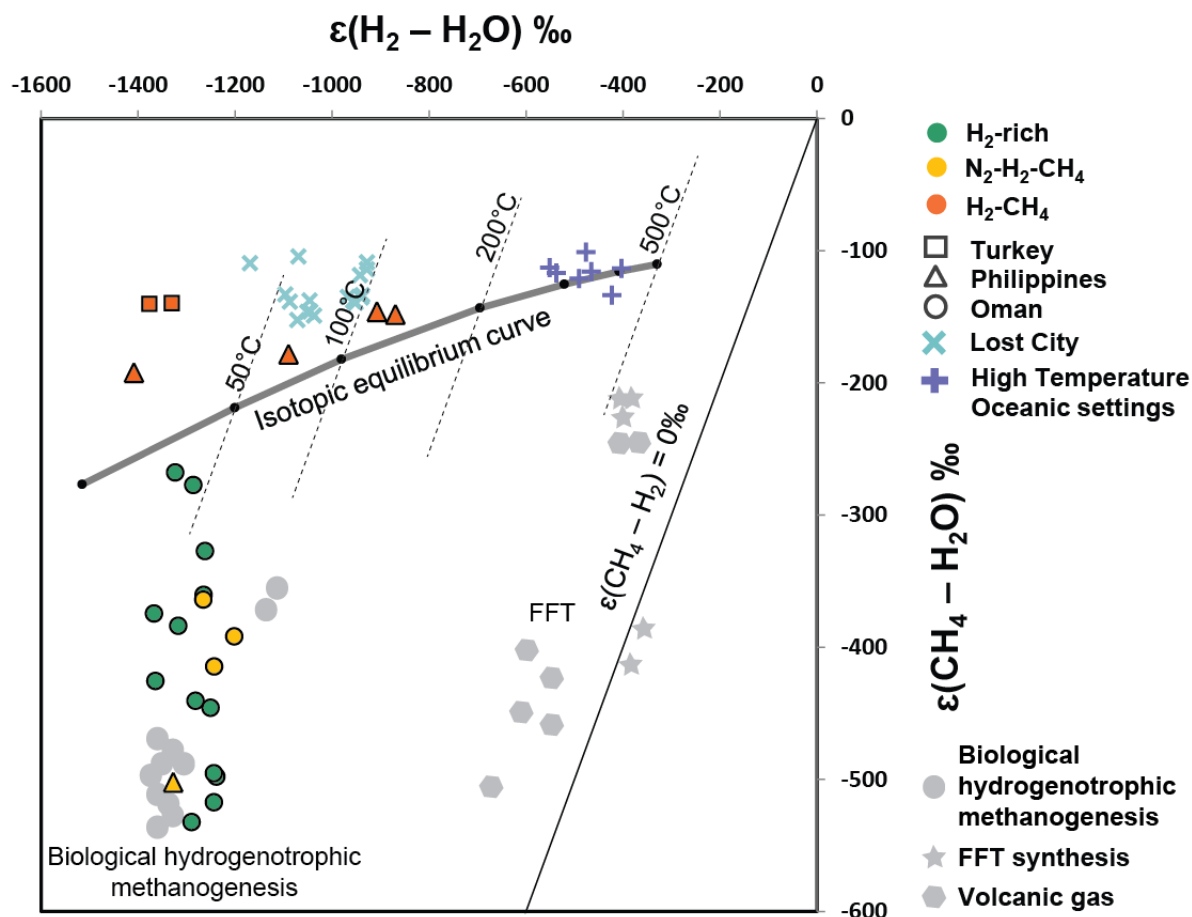 ε(H₂ – H₂O) ‰
-1600 -1400 -1200 -1000 -800 -600 -400 -200 0
0
-100
-200
-300
-400
-500
-600
ε(CH₄ – H₂O) ‰
50°C
100°C
200°C
500°C
Isotopic equilibrium curve
ε(CH₄ – H₂) = 0‰
FFT
Biological hydrogenotrophic
methanogenesis
H₂-rich
N₂-H₂-CH₄
H₂-CH₄
Turkey
Philippines
Oman
Lost City
High Temperature
Oceanic settings
Biological
hydrogenotrophic
methanogenesis
FFT synthesis
Volcanic gas